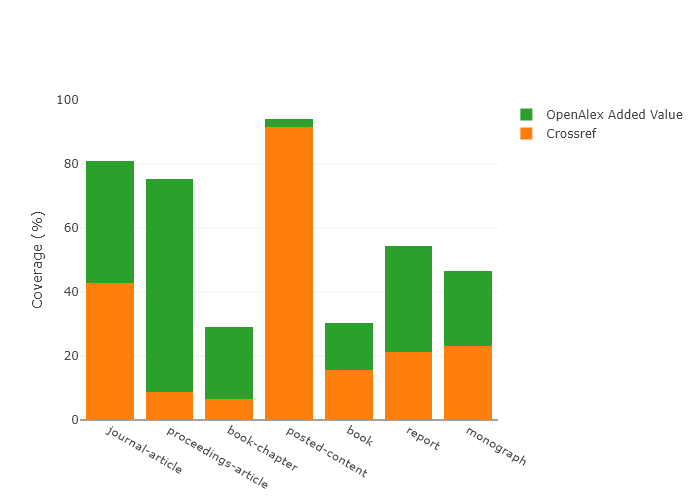 100
80
60
40
20
0
Coverage (%)
journal-article
proceedings-article
book-chapter
posted-content
book
report
monograph
OpenAlex Added Value
Crossref